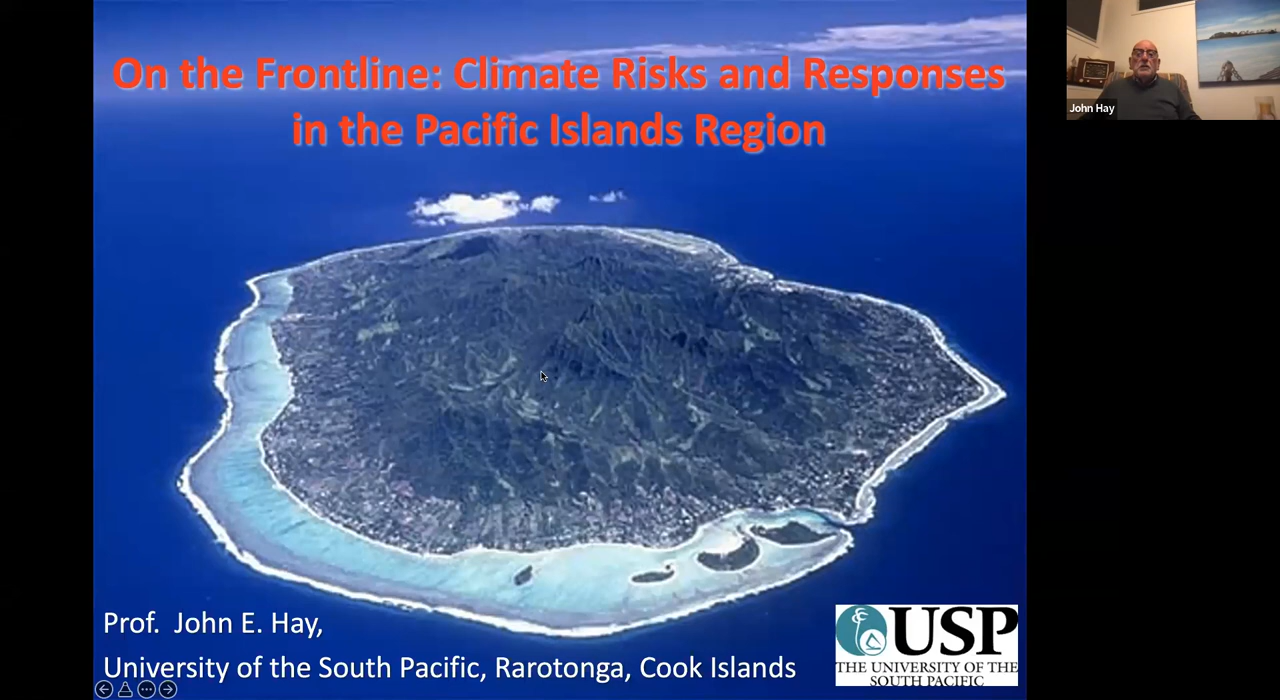 On the Frontline: Climate Risks and Responses
in the Pacific Islands Region
John Hay
Prof. John E. Hay,
University of the South Pacific, Rarotonga, Cook Islands
USP
THE UNIVERSITY OF THE
SOUTH PACIFIC